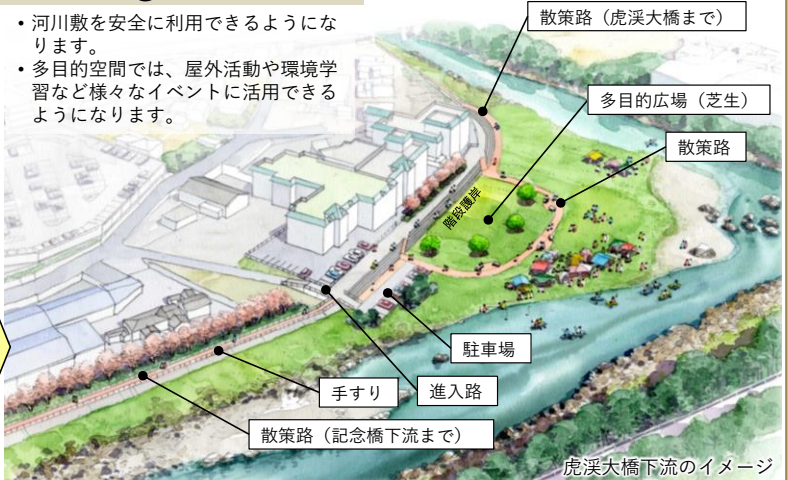 ・河川敷を安全に利用できるようにな
ります。
・多目的空間では、屋外活動や環境学
習など様々なイベントに活用できる
ようになります。
散策路（虎渓大橋まで）
多目的広場（芝生）
散策路
階段護岸
駐車場
手すり
進入路
散策路（記念橋下流まで）
虎渓大橋下流のイメージ